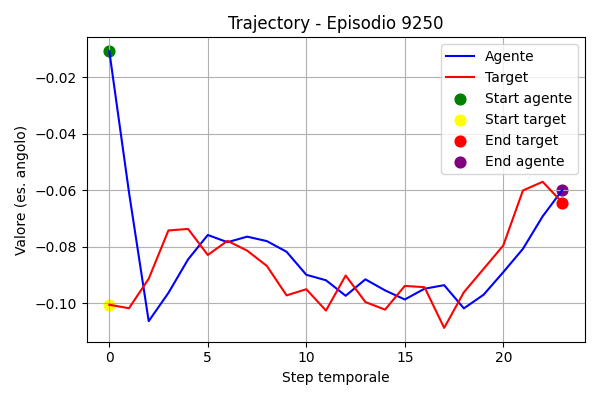 Trajectory - Episodio 9250
Agente
Target
Start agente
Start target
End target
End agente
Valore (es. angolo)
−0.02
−0.04
−0.06
−0.08
−0.10
0
5
10
15
20
Step temporale